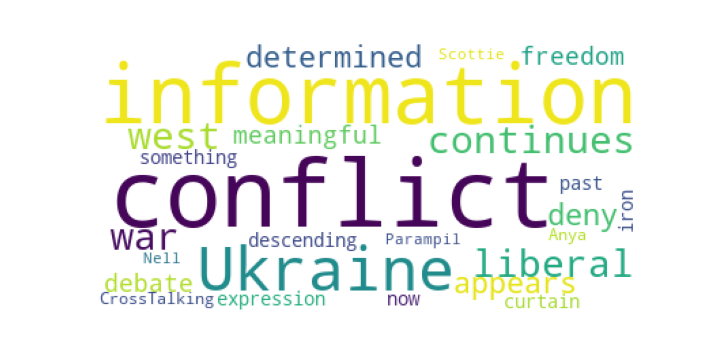 determined Scottie freedom
information
west meaningful continues
something
conflict past
deny iron
war descending Parampil Anya
Nell Ukraine liberal
debate appears
CrossTalking expression now curtain